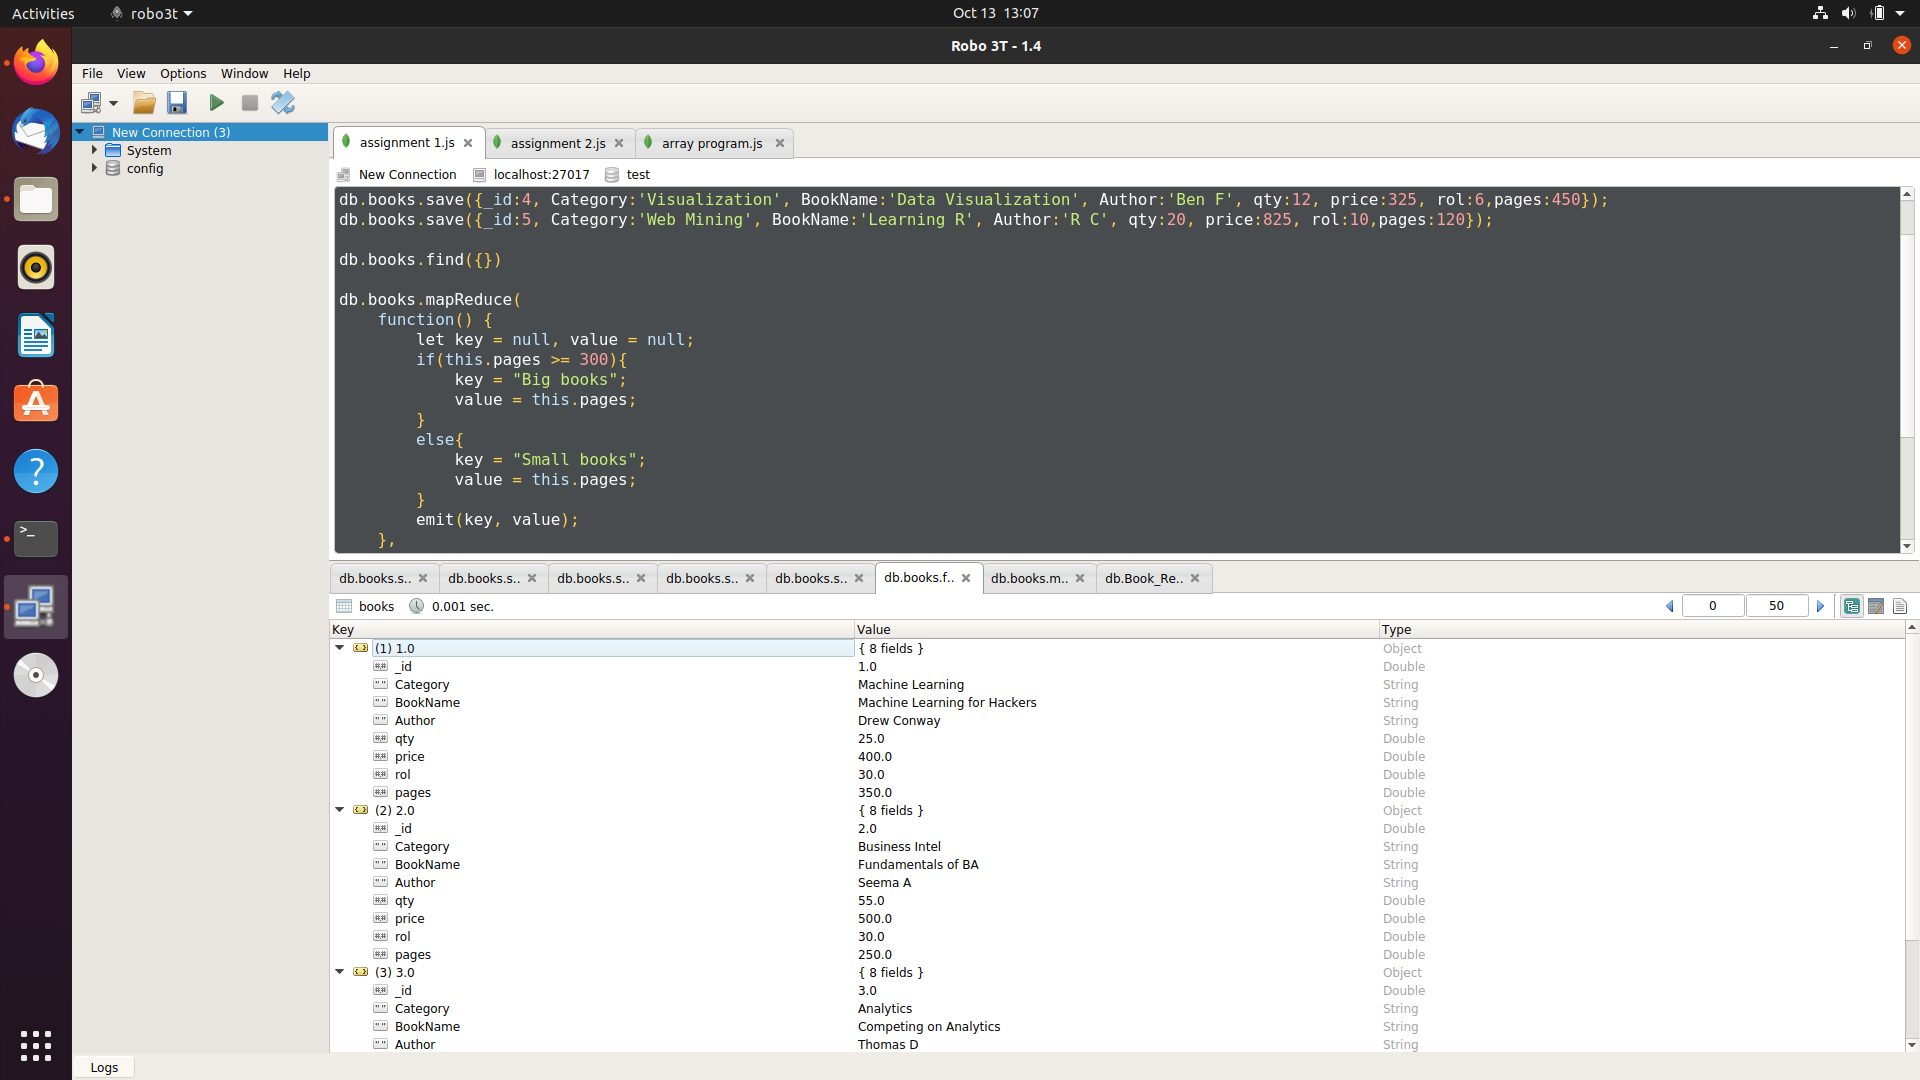 Activities robo3t Oct 13 13:07
Robo 3T - 1.4
File View Options Window Help
New Connection (3)
System
config
assignment 1.js assignment 2.js array program.js
New Connection localhost:27017 test
db.books.save({_id:4, Category:'Visualization', BookName:'Data Visualization', Author:'Ben F', qty:12, price:325, rol:6,pages:450});
db.books.save({_id:5, Category:'Web Mining', BookName:'Learning R', Author:'R C', qty:20, price:825, rol:10,pages:120});
db.books.find({})
db.books.mapReduce(
function() {
let key = null, value = null;
if(this.pages >= 300){
key = "Big books";
value = this.pages;
}
else{
key = "Small books";
value = this.pages;
}
emit(key, value);
},
db.books.s.. db.books.s.. db.books.s.. db.books.s.. db.books.s.. db.books.f.. db.books.m.. db.Book_Re..
books 0.001 sec. 0 50
Key Value Type
(1) 1.0 { 8 fields } Object
_id 1.0 Double
Category Machine Learning String
BookName Machine Learning for Hackers String
Author Drew Conway String
qty 25.0 Double
price 400.0 Double
rol 30.0 Double
pages 350.0 Double
(2) 2.0 { 8 fields } Object
_id 2.0 Double
Category Business Intel String
BookName Fundamentals of BA String
Author Seema A String
qty 55.0 Double
price 500.0 Double
rol 30.0 Double
pages 250.0 Double
(3) 3.0 { 8 fields } Object
_id 3.0 Double
Category Analytics String
BookName Competing on Analytics String
Author Thomas D String
Logs